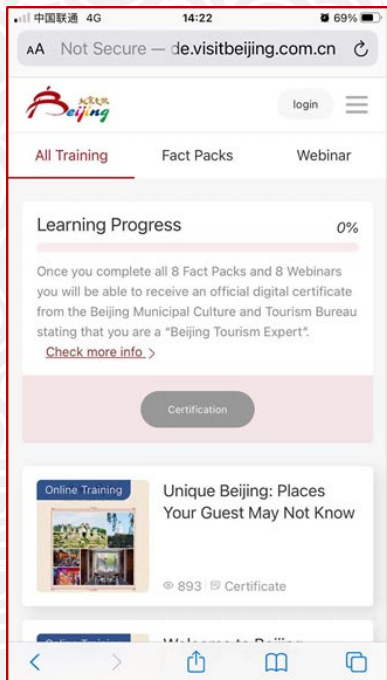 中国联通 4G 14:22 69%
AA Not Secure — de.visitbeijing.com.cn
Beijing
login
All Training Fact Packs Webinar
Learning Progress 0%
Once you complete all 8 Fact Packs and 8 Webinars
you will be able to receive an official digital certificate
from the Beijing Municipal Culture and Tourism Bureau
stating that you are a “Beijing Tourism Expert”.
Check more info >
Certification
Online Training
Unique Beijing: Places
Your Guest May Not Know
893 Certificate